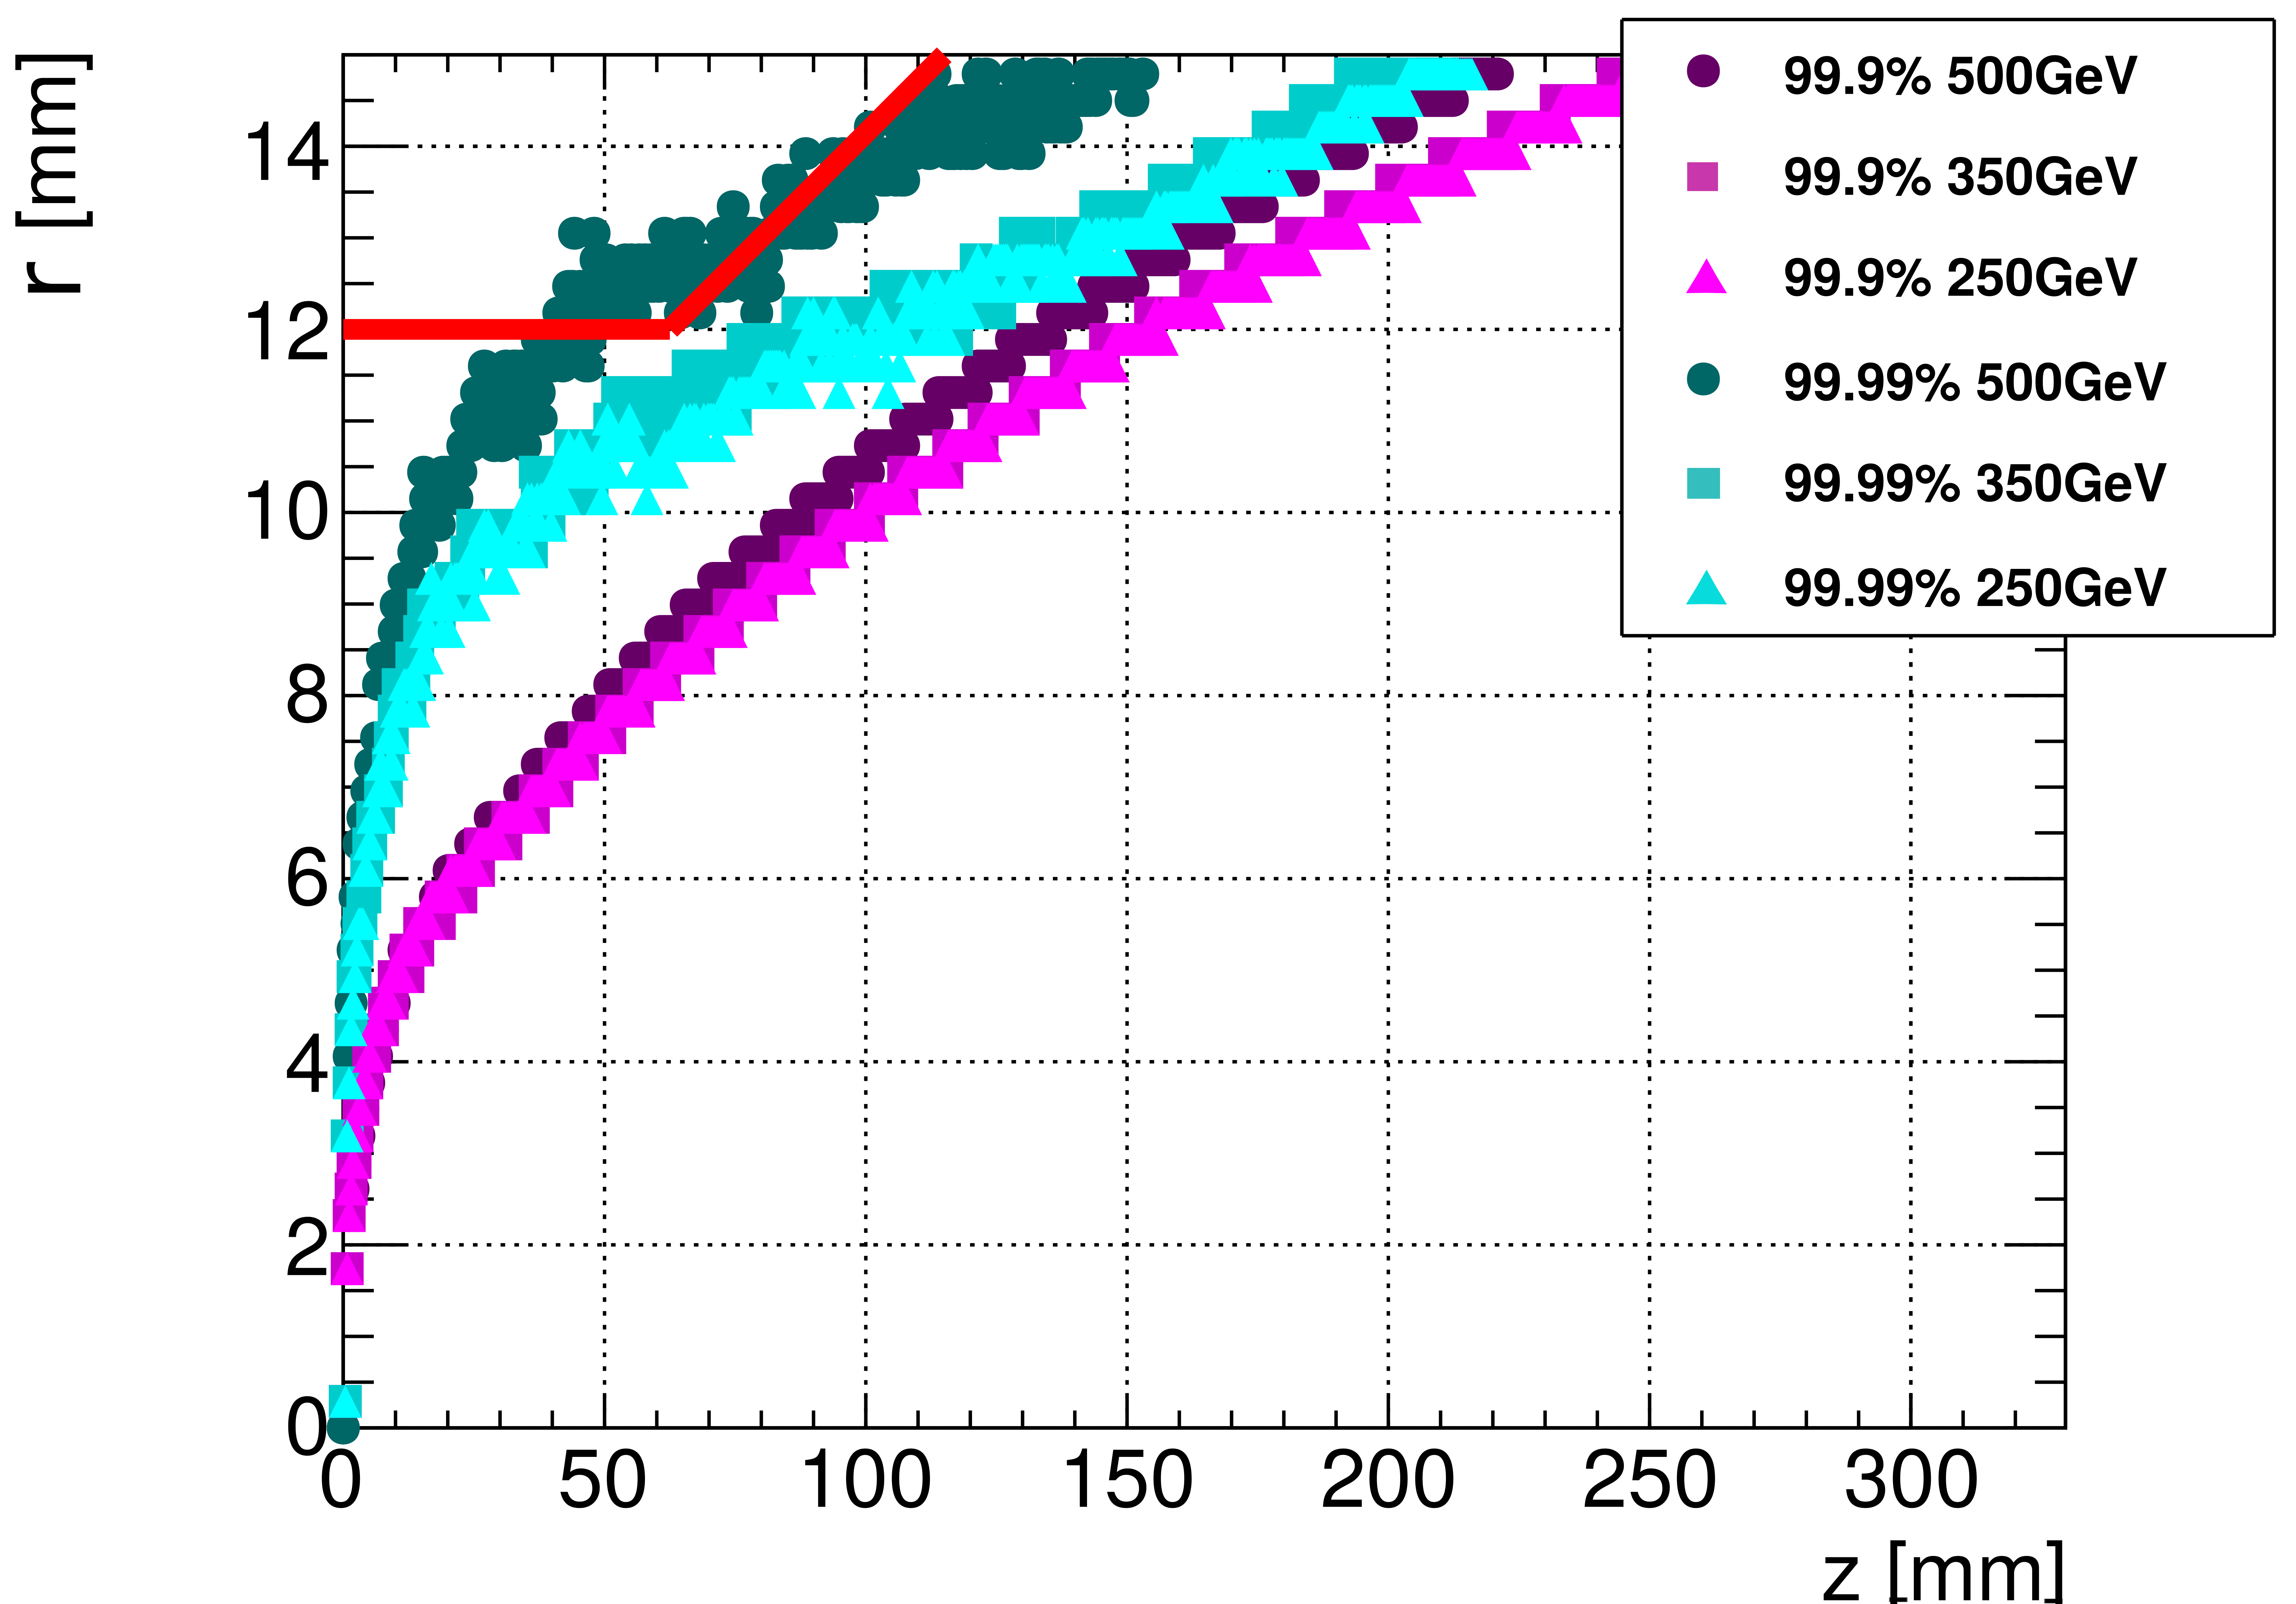 r [mm]
14
12
10
8
6
4
2
0
0 50 100 150 200 250 300
z [mm]
99.9% 500GeV
99.9% 350GeV
99.9% 250GeV
99.99% 500GeV
99.99% 350GeV
99.99% 250GeV